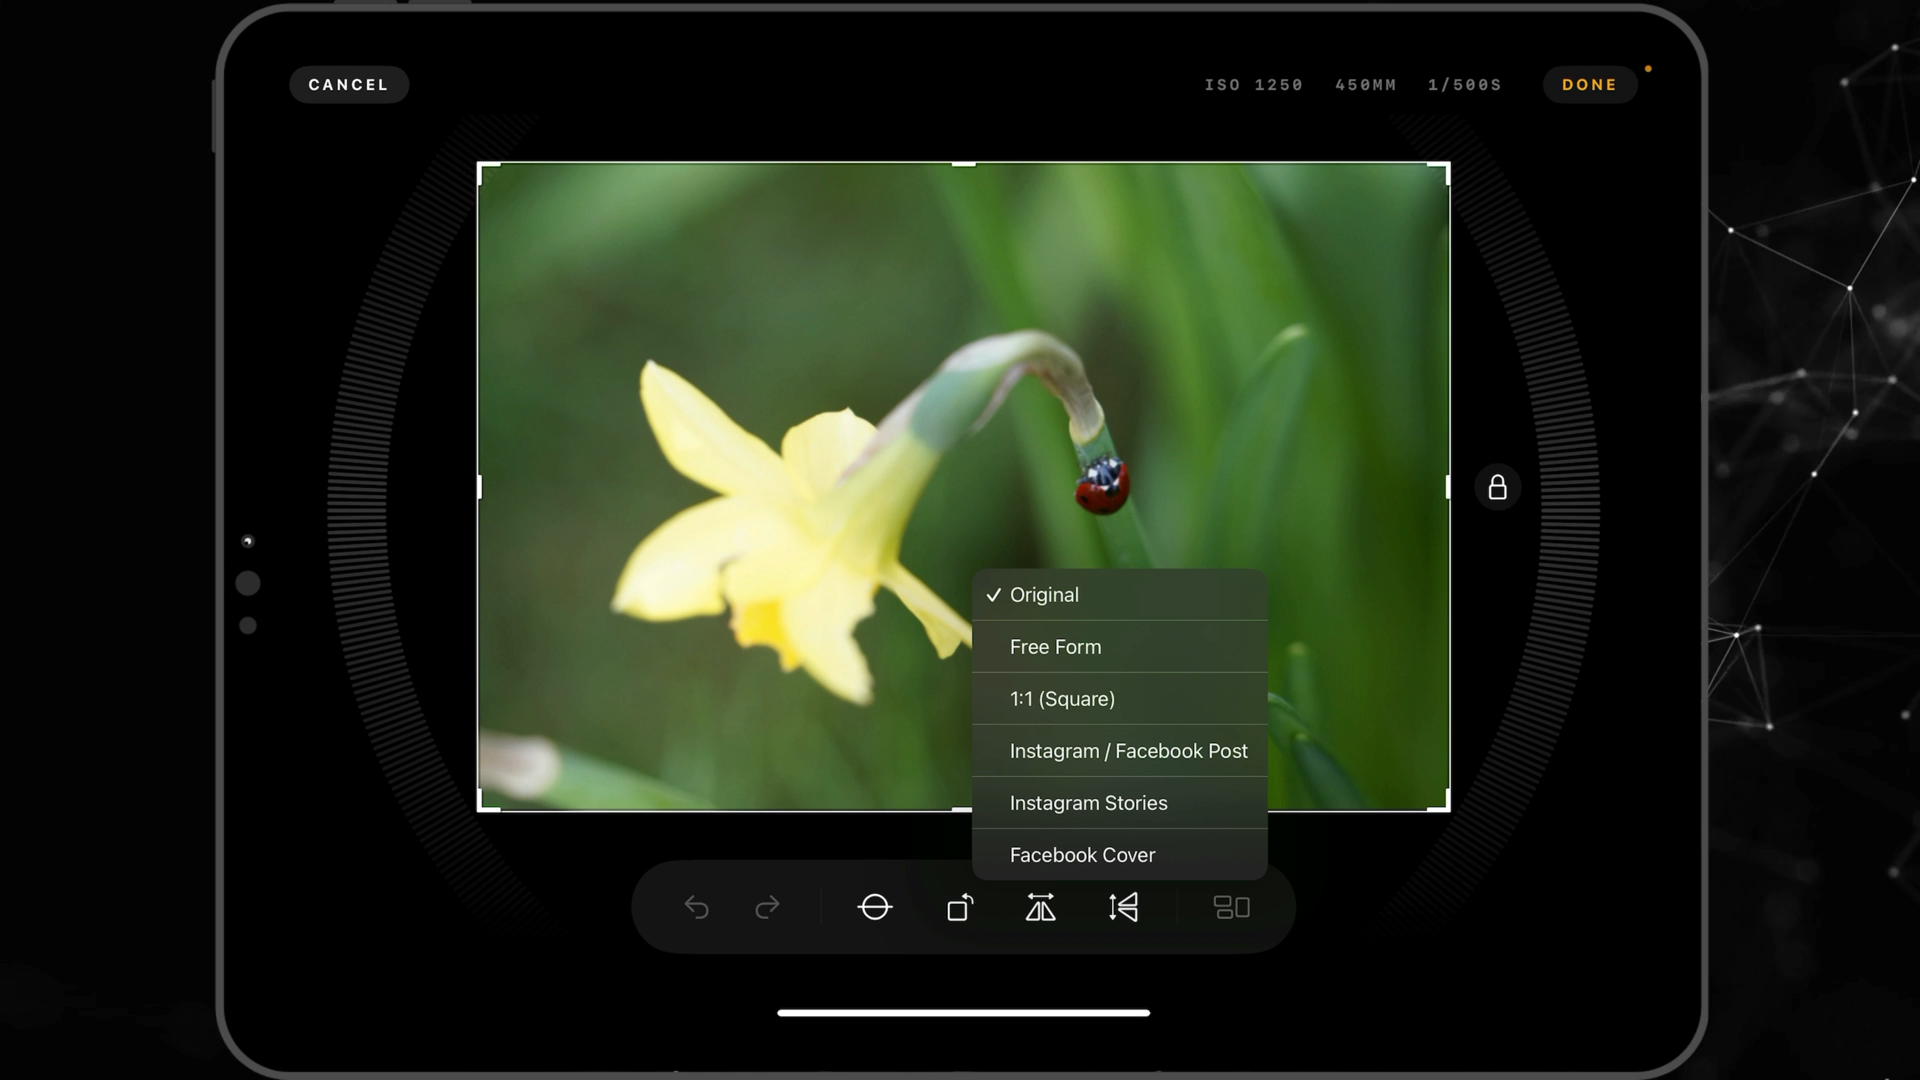 CANCEL
ISO 1250 450MM 1/500S
DONE
Original
Free Form
1:1 (Square)
Instagram / Facebook Post
Instagram Stories
Facebook Cover